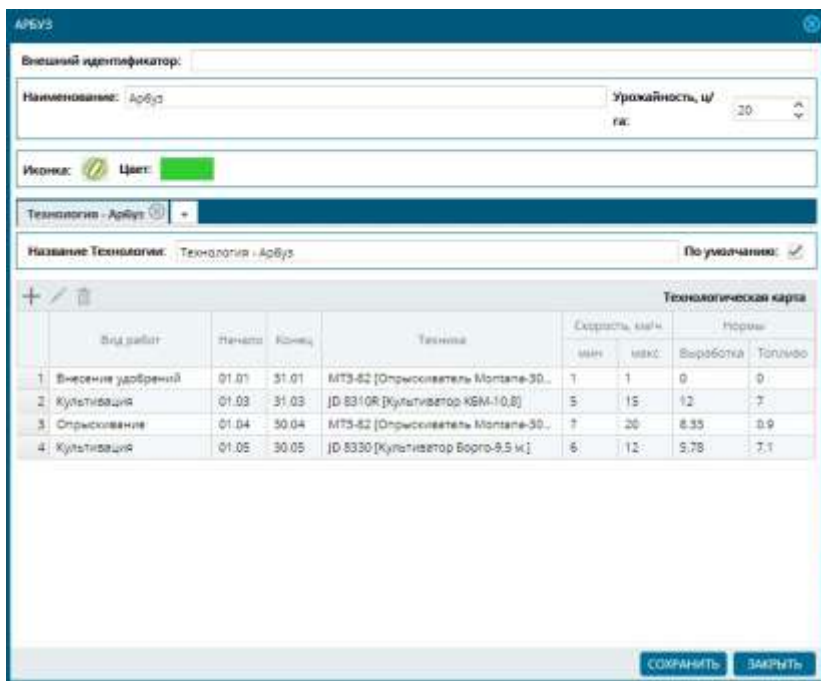 АРБУЗ
Внешний идентификатор:
Наименование: Арбуз Урожайность, ц/
га: 20
Иконка: Цвет:
Технология - Арбуз +
Название Технологии: Технология - Арбуз По умолчанию:
Технологическая карта
Вид работ Начало Конец Техника Скорость, км/ч Нормы
мин макс Выработка Топливо
1 Внесение удобрений 01.01 31.01 МТЗ-82 [Опрыскиватель Montana-30... 1 1 0 0
2 Культивация 01.03 31.03 JD 8310R [Культиватор КБМ-10,8] 5 15 12 7
3 Опрыскивание 01.04 30.04 МТЗ-82 [Опрыскиватель Montana-30... 7 20 8.33 0.9
4 Культивация 01.05 30.05 JD 8330 [Культиватор Borgo-9,5 м.] 6 12 5.78 7.1
СОХРАНИТЬ ЗАКРЫТЬ